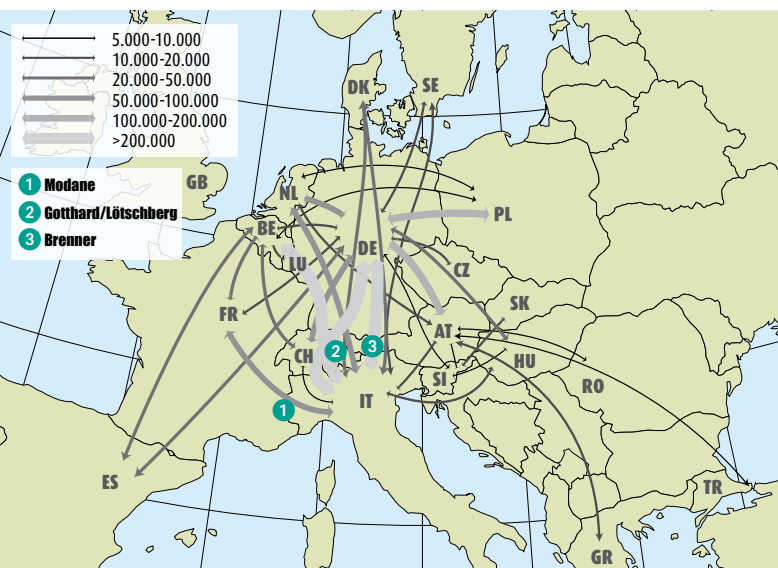 5.000-10.000
10.000-20.000
20.000-50.000
50.000-100.000
100.000-200.000
>200.000
1 Modane
2 Gotthard/Lötschberg
3 Brenner
DK
SE
GB
NL
PL
BE
DE
LU
CZ
SK
FR
AT
2
3
CH
HU
SI
RO
IT
1
ES
TR
GR